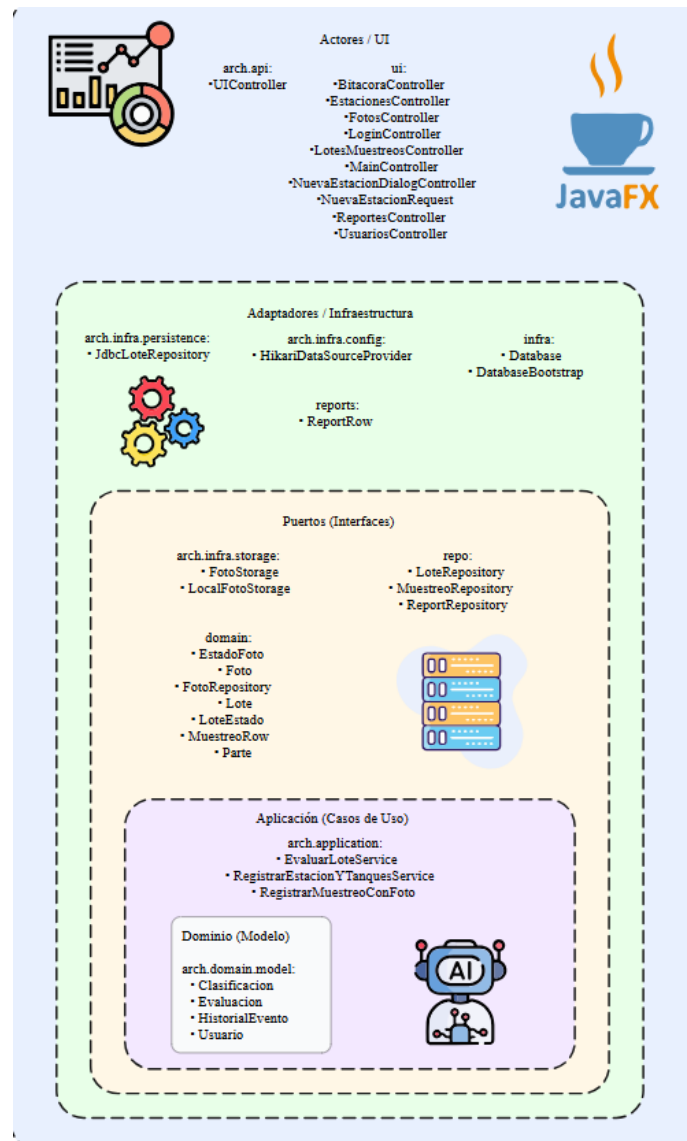 Actores / UI
arch.api:
•UIController
ui:
•BitacoraController
•EstacionesController
•FotosController
•LoginController
•LotesMuestreosController
•MainController
•NuevaEstacionDialogController
•NuevaEstacionRequest
•ReportesController
•UsuariosController
JavaFX
Adaptadores / Infraestructura
arch.infra.persistence:
• JdbcLoteRepository
arch.infra.config:
• HikariDataSourceProvider
infra:
• Database
• DatabaseBootstrap
reports:
• ReportRow
Puertos (Interfaces)
arch.infra.storage:
• FotoStorage
• LocalFotoStorage
repo:
• LoteRepository
• MuestreoRepository
• ReportRepository
domain:
• EstadoFoto
• Foto
• FotoRepository
• Lote
• LoteEstado
• MuestreoRow
• Parte
Aplicación (Casos de Uso)
arch.application:
• EvaluarLoteService
• RegistrarEstacionYTanquesService
• RegistrarMuestreoConFoto
Dominio (Modelo)
arch.domain.model:
• Clasificacion
• Evaluacion
• HistorialEvento
• Usuario
AI